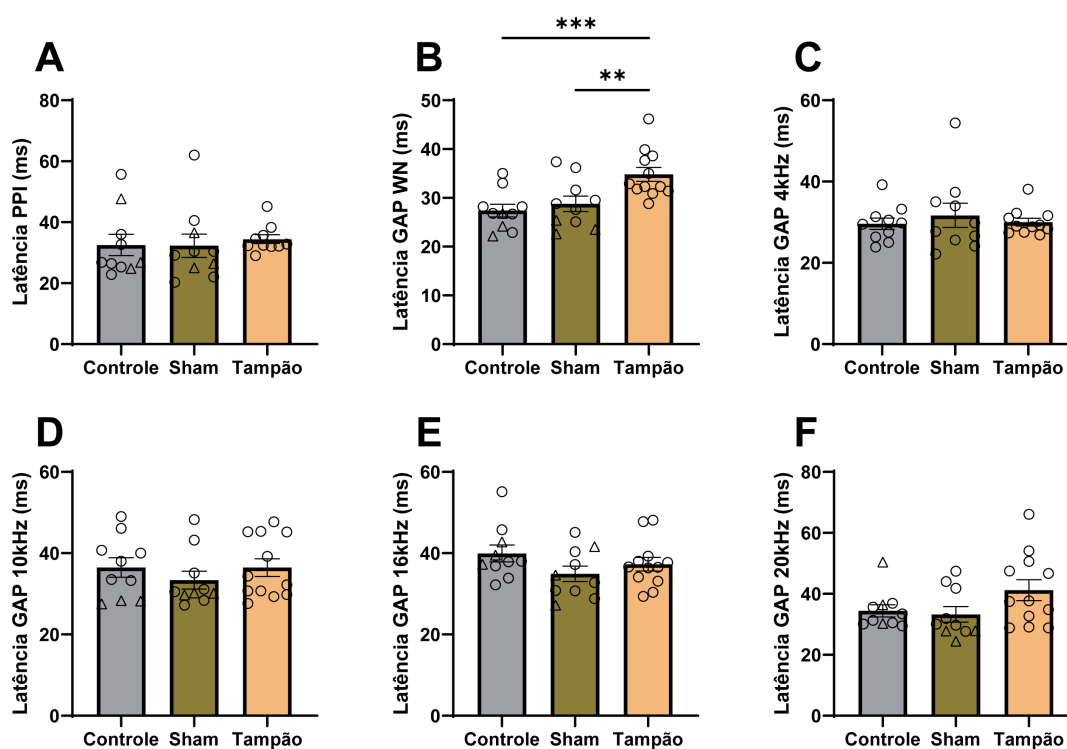 A
Latência PPI (ms)
80
60
40
20
0
Controle Sham Tampão
B
***
**
Latência GAP WN (ms)
50
40
30
20
10
0
Controle Sham Tampão
C
Latência GAP 4kHz (ms)
60
40
20
0
Controle Sham Tampão
D
Latência GAP 10kHz (ms)
60
40
20
0
Controle Sham Tampão
E
Latência GAP 16kHz (ms)
60
40
20
0
Controle Sham Tampão
F
Latência GAP 20kHz (ms)
80
60
40
20
0
Controle Sham Tampão